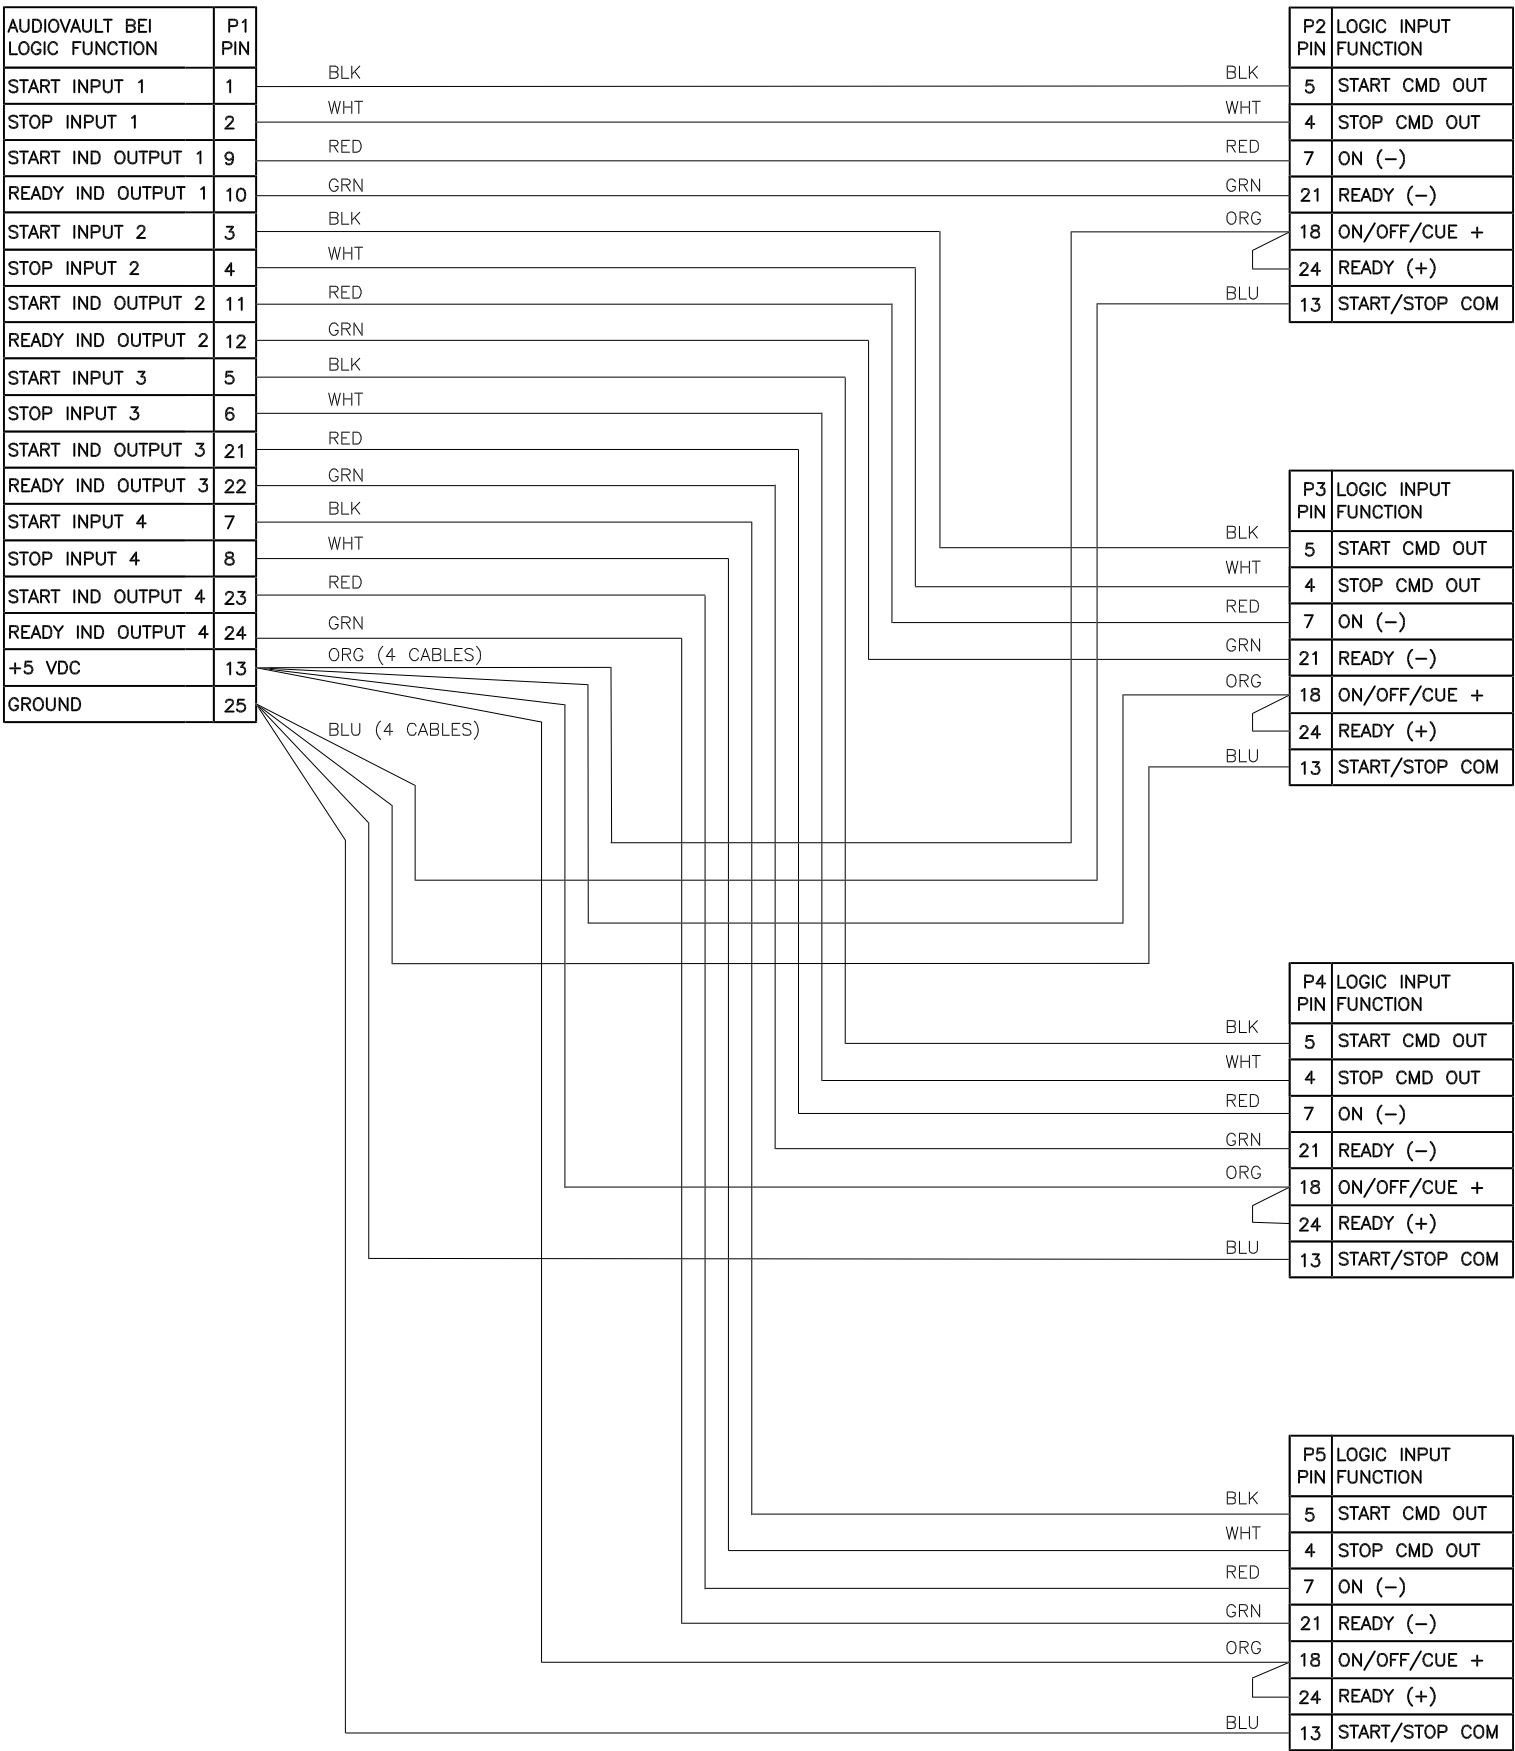 AUDIOVAULT BEI P1
LOGIC FUNCTION PIN
START INPUT 1 1
STOP INPUT 1 2
START IND OUTPUT 1 9
READY IND OUTPUT 1 10
START INPUT 2 3
STOP INPUT 2 4
START IND OUTPUT 2 11
READY IND OUTPUT 2 12
START INPUT 3 5
STOP INPUT 3 6
START IND OUTPUT 3 21
READY IND OUTPUT 3 22
START INPUT 4 7
STOP INPUT 4 8
START IND OUTPUT 4 23
READY IND OUTPUT 4 24
+5 VDC 13
GROUND 25
BLK
WHT
RED
GRN
BLK
WHT
RED
GRN
BLK
WHT
RED
GRN
BLK
WHT
RED
GRN
ORG (4 CABLES)
BLU (4 CABLES)
BLK
WHT
RED
GRN
ORG
BLU
P2 LOGIC INPUT
PIN FUNCTION
5 START CMD OUT
4 STOP CMD OUT
7 ON (-)
21 READY (-)
18 ON/OFF/CUE +
24 READY (+)
13 START/STOP COM
BLK
WHT
RED
GRN
ORG
BLU
P3 LOGIC INPUT
PIN FUNCTION
5 START CMD OUT
4 STOP CMD OUT
7 ON (-)
21 READY (-)
18 ON/OFF/CUE +
24 READY (+)
13 START/STOP COM
BLK
WHT
RED
GRN
ORG
BLU
P4 LOGIC INPUT
PIN FUNCTION
5 START CMD OUT
4 STOP CMD OUT
7 ON (-)
21 READY (-)
18 ON/OFF/CUE +
24 READY (+)
13 START/STOP COM
BLK
WHT
RED
GRN
ORG
BLU
P5 LOGIC INPUT
PIN FUNCTION
5 START CMD OUT
4 STOP CMD OUT
7 ON (-)
21 READY (-)
18 ON/OFF/CUE +
24 READY (+)
13 START/STOP COM